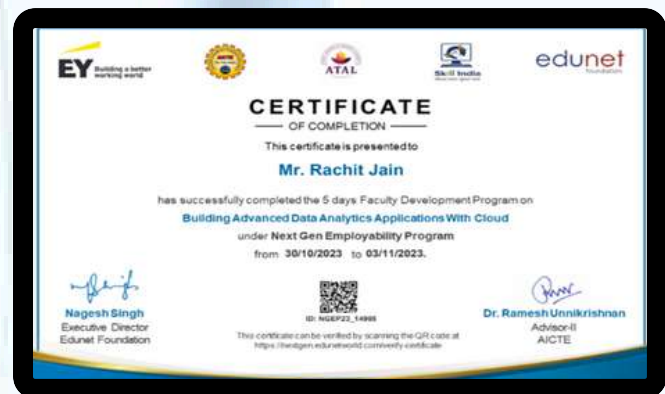 EY Building a better
working world
ATAL
Skill India
edunet
foundation
CERTIFICATE
OF COMPLETION
This certificate is presented to
Mr. Rachit Jain
has successfully completed the 5 days Faculty Development Program on
Building Advanced Data Analytics Applications With Cloud
under Next Gen Employability Program
from 30/10/2023 to 03/11/2023.
Nagesh Singh
Executive Director
Edunet Foundation
ID: NGEP23_14995
This certificate can be verified by scanning the QR code at
https://nextgen.edunetworld.com/verify-certificate
Dr. Ramesh Unnikrishnan
Advisor-II
AICTE